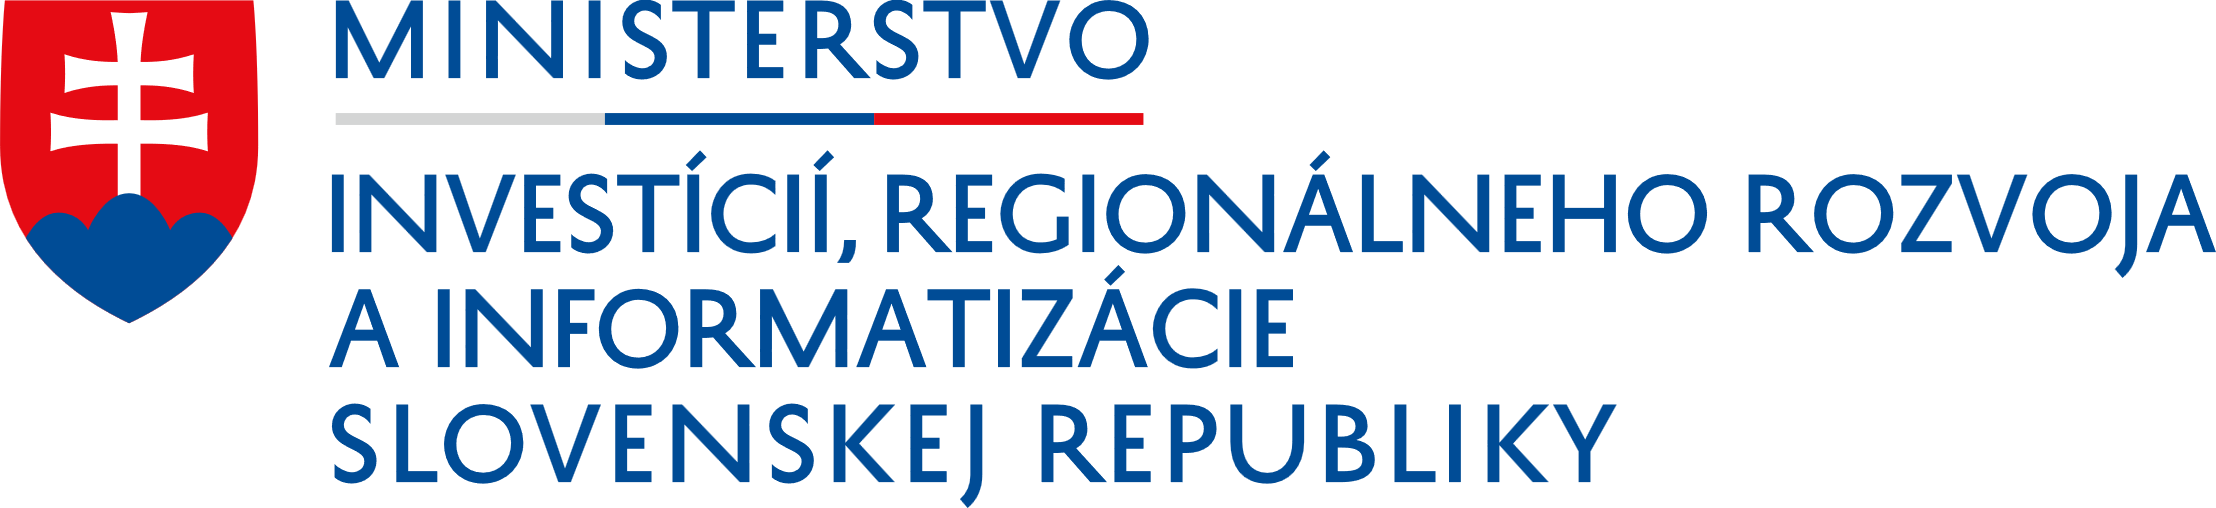 MINISTERSTVO
INVESTÍCIÍ, REGIONÁLNEHO ROZVOJA
A INFORMATIZÁCIE
SLOVENSKEJ REPUBLIKY